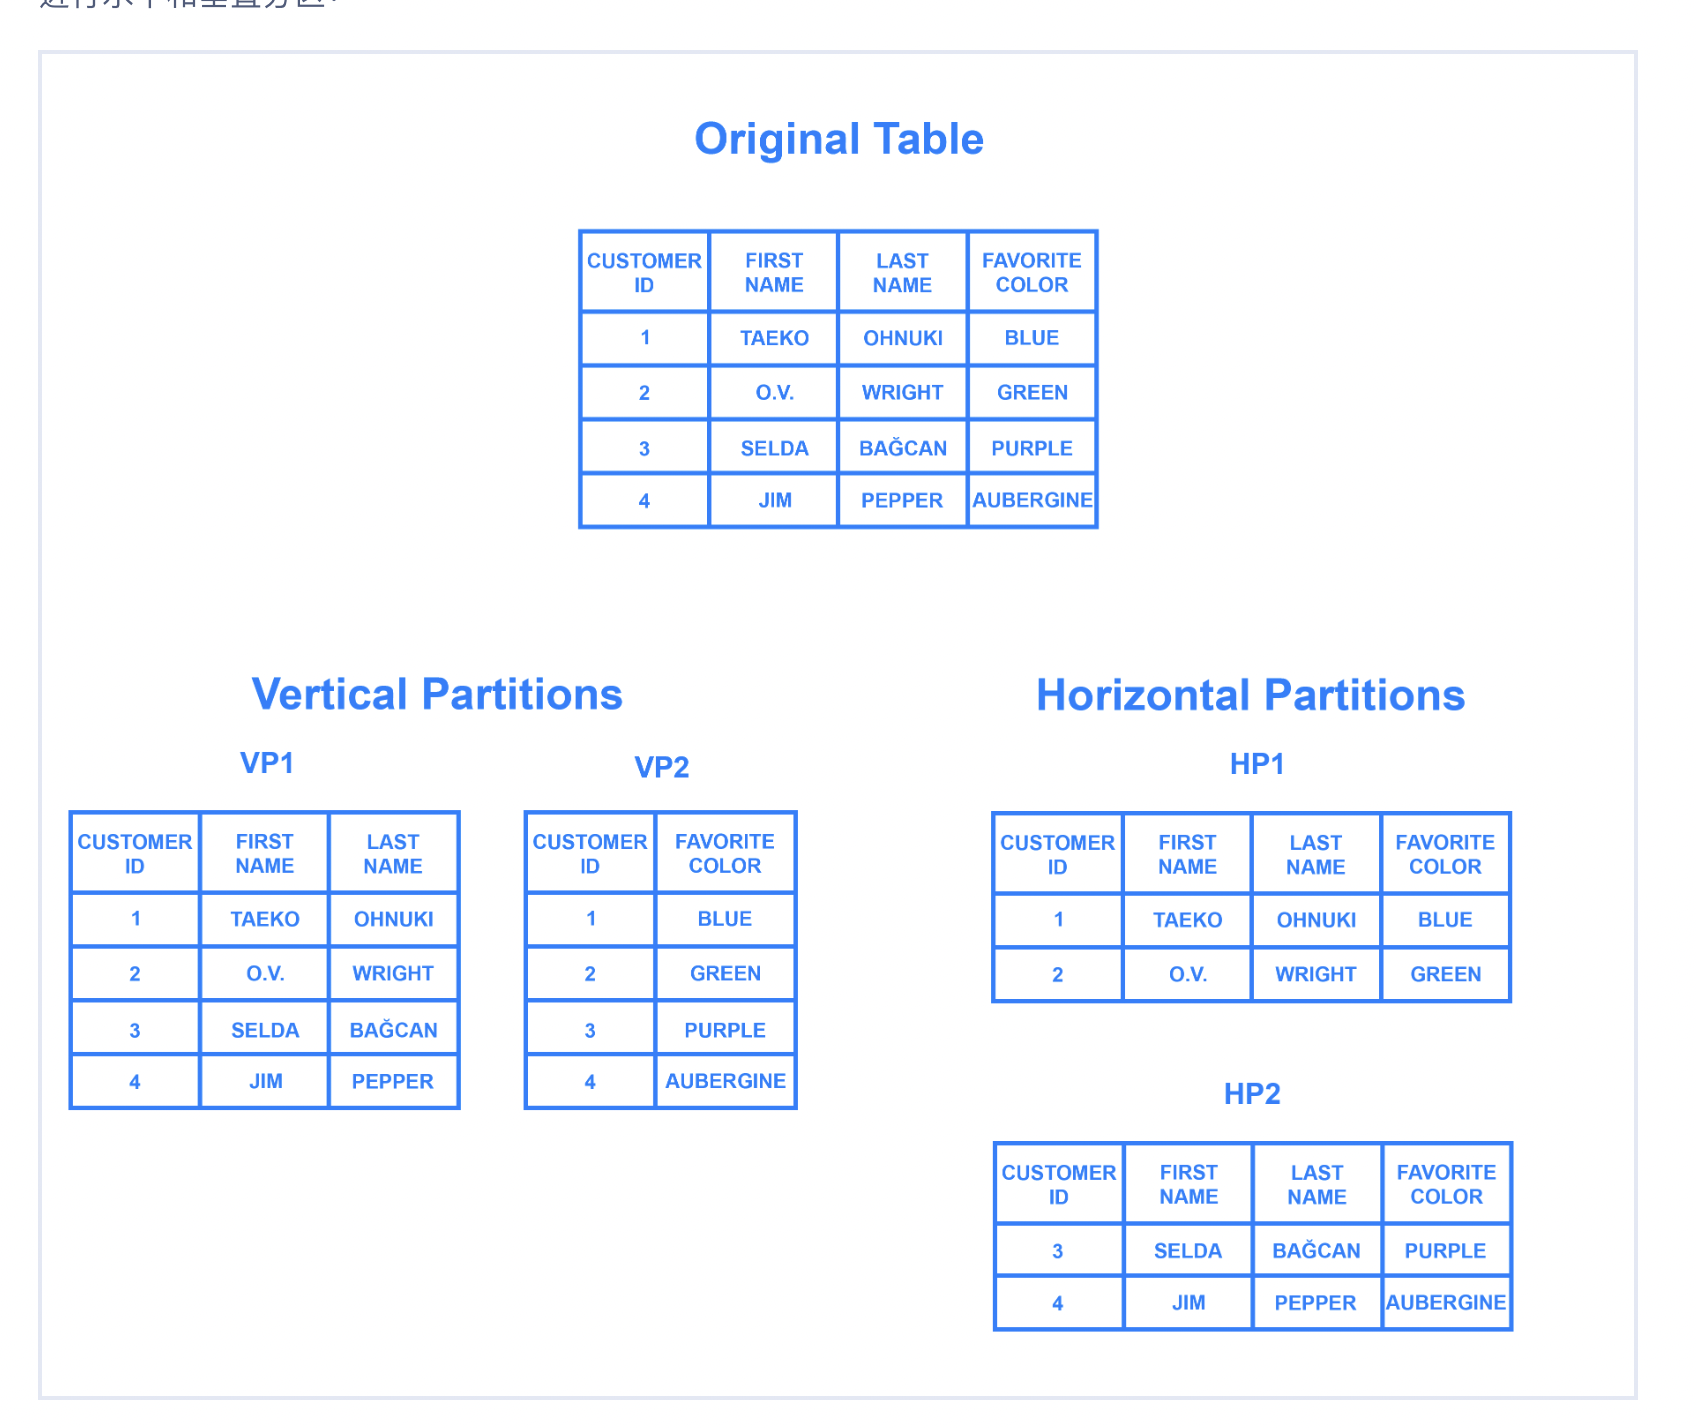 Original Table
CUSTOMER ID FIRST NAME LAST NAME FAVORITE COLOR
1 TAEKO OHNUKI BLUE
2 O.V. WRIGHT GREEN
3 SELDA BAĞCAN PURPLE
4 JIM PEPPER AUBERGINE
Vertical Partitions
VP1
CUSTOMER ID FIRST NAME LAST NAME
1 TAEKO OHNUKI
2 O.V. WRIGHT
3 SELDA BAĞCAN
4 JIM PEPPER
VP2
CUSTOMER ID FAVORITE COLOR
1 BLUE
2 GREEN
3 PURPLE
4 AUBERGINE
Horizontal Partitions
HP1
CUSTOMER ID FIRST NAME LAST NAME FAVORITE COLOR
1 TAEKO OHNUKI BLUE
2 O.V. WRIGHT GREEN
HP2
CUSTOMER ID FIRST NAME LAST NAME FAVORITE COLOR
3 SELDA BAĞCAN PURPLE
4 JIM PEPPER AUBERGINE